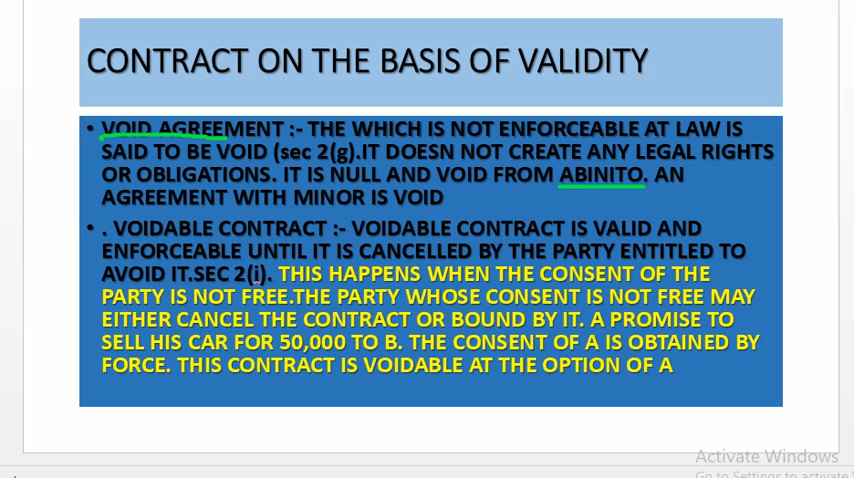 CONTRACT ON THE BASIS OF VALIDITY
• VOID AGREEMENT :- THE WHICH IS NOT ENFORCEABLE AT LAW IS
SAID TO BE VOID (sec 2(g).IT DOESN NOT CREATE ANY LEGAL RIGHTS
OR OBLIGATIONS. IT IS NULL AND VOID FROM ABINITO. AN
AGREEMENT WITH MINOR IS VOID
• . VOIDABLE CONTRACT :- VOIDABLE CONTRACT IS VALID AND
ENFORCEABLE UNTIL IT IS CANCELLED BY THE PARTY ENTITLED TO
AVOID IT.SEC 2(i). THIS HAPPENS WHEN THE CONSENT OF THE
PARTY IS NOT FREE.THE PARTY WHOSE CONSENT IS NOT FREE MAY
EITHER CANCEL THE CONTRACT OR BOUND BY IT. A PROMISE TO
SELL HIS CAR FOR 50,000 TO B. THE CONSENT OF A IS OBTAINED BY
FORCE. THIS CONTRACT IS VOIDABLE AT THE OPTION OF A
Activate Windows
Go to Settings to activate